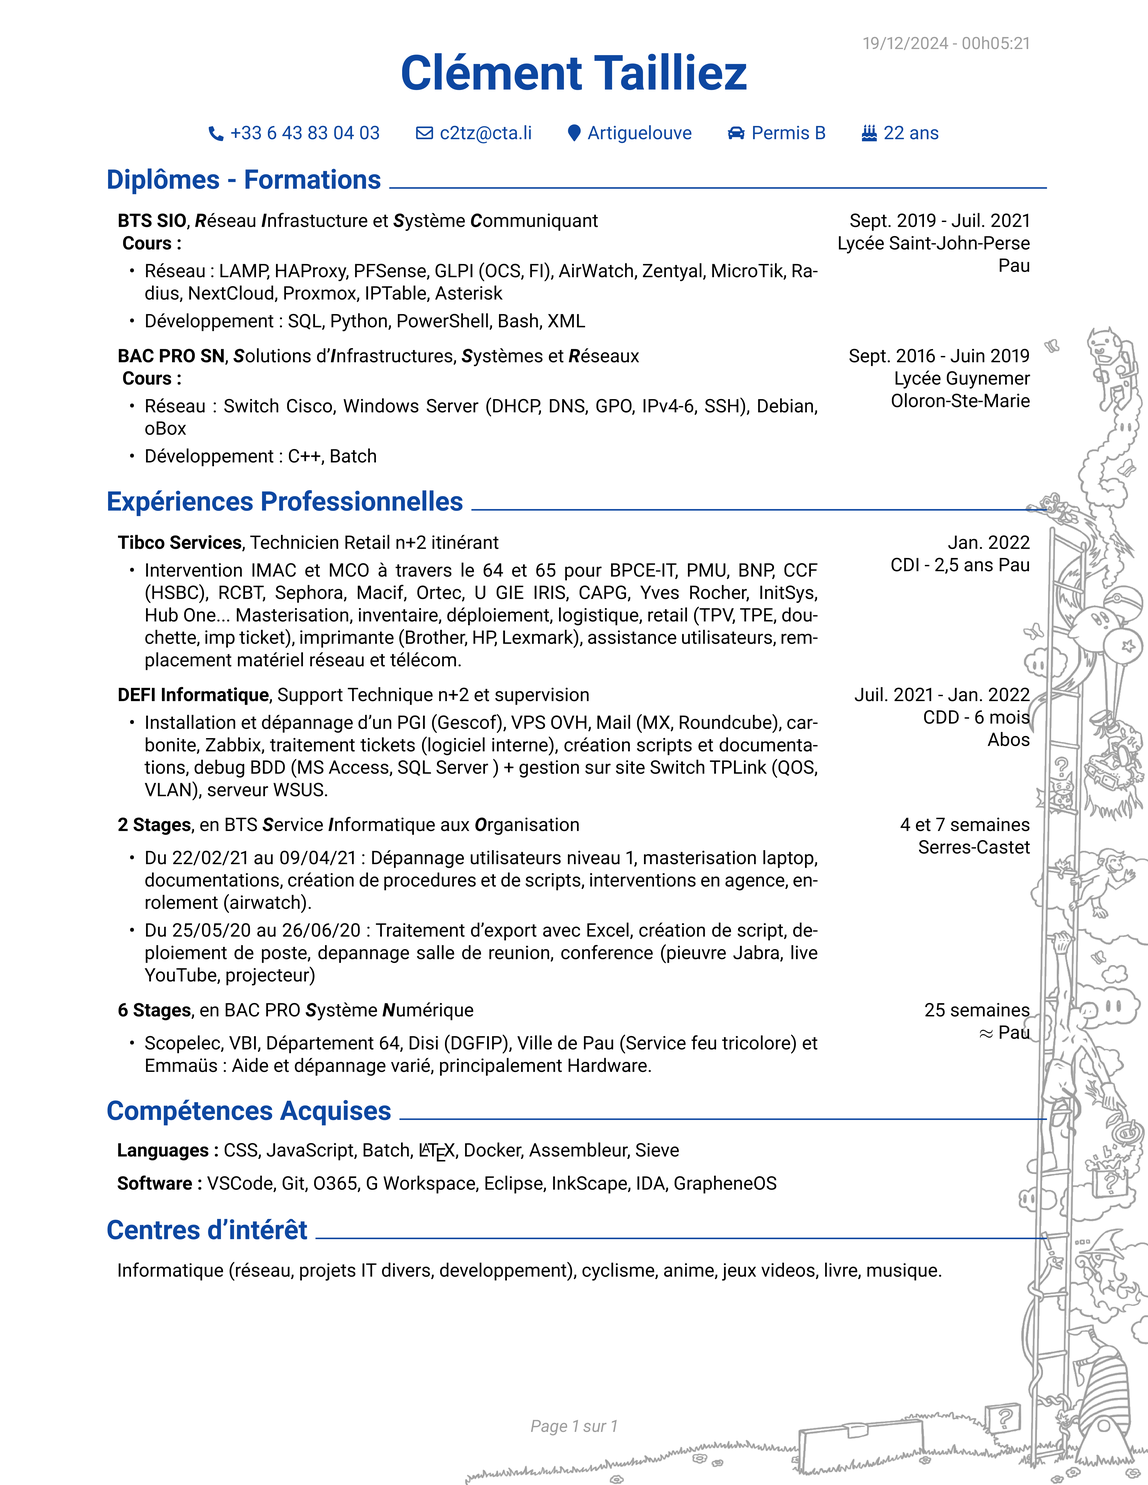 19/12/2024 - 00h05:21
Clément Tailliez
+33 6 43 83 04 03 c2tz@cta.li Artiguelouve Permis B 22 ans
Diplômes - Formations
BTS SIO, Réseau Infrastucture et Système Communiquant Sept. 2019 - Juil. 2021
Cours : Lycée Saint-John-Perse
Pau
• Réseau : LAMP, HAProxy, PFSense, GLPI (OCS, FI), AirWatch, Zentyal, MicroTik, Ra-
dius, NextCloud, Proxmox, IPTable, Asterisk
• Développement : SQL, Python, PowerShell, Bash, XML
BAC PRO SN, Solutions d'Infrastructures, Systèmes et Réseaux Sept. 2016 - Juin 2019
Cours : Lycée Guynemer
Oloron-Ste-Marie
• Réseau : Switch Cisco, Windows Server (DHCP, DNS, GPO, IPv4-6, SSH), Debian,
oBox
• Développement : C++, Batch
Expériences Professionnelles
Tibco Services, Technicien Retail n+2 itinérant Jan. 2022
CDI - 2,5 ans Pau
• Intervention IMAC et MCO à travers le 64 et 65 pour BPCE-IT, PMU, BNP, CCF
(HSBC), RCBT, Sephora, Macif, Ortec, U GIE IRIS, CAPG, Yves Rocher, InitSys,
Hub One... Masterisation, inventaire, déploiement, logistique, retail (TPV, TPE, dou-
chette, imp ticket), imprimante (Brother, HP, Lexmark), assistance utilisateurs, rem-
placement matériel réseau et télécom.
DEFI Informatique, Support Technique n+2 et supervision Juil. 2021 - Jan. 2022
CDD - 6 mois
Abos
• Installation et dépannage d'un PGI (Gescof), VPS OVH, Mail (MX, Roundcube), car-
bonite, Zabbix, traitement tickets (logiciel interne), création scripts et documenta-
tions, debug BDD (MS Access, SQL Server ) + gestion sur site Switch TPLink (QOS,
VLAN), serveur WSUS.
2 Stages, en BTS Service Informatique aux Organisation 4 et 7 semaines
Serres-Castet
• Du 22/02/21 au 09/04/21 : Dépannage utilisateurs niveau 1, masterisation laptop,
documentations, création de procedures et de scripts, interventions en agence, en-
rolement (airwatch).
• Du 25/05/20 au 26/06/20 : Traitement d'export avec Excel, création de script, de-
ploiement de poste, depannage salle de reunion, conference (pieuvre Jabra, live
YouTube, projecteur)
6 Stages, en BAC PRO Système Numérique 25 semaines
≈ Pau
• Scopelec, VBI, Département 64, Disi (DGFIP), Ville de Pau (Service feu tricolore) et
Emmaüs : Aide et dépannage varié, principalement Hardware.
Compétences Acquises
Languages : CSS, JavaScript, Batch, LATEX, Docker, Assembleur, Sieve
Software : VSCode, Git, O365, G Workspace, Eclipse, InkScape, IDA, GrapheneOS
Centres d'intérêt
Informatique (réseau, projets IT divers, developpement), cyclisme, anime, jeux videos, livre, musique.
?
?
?
Page 1 sur 1